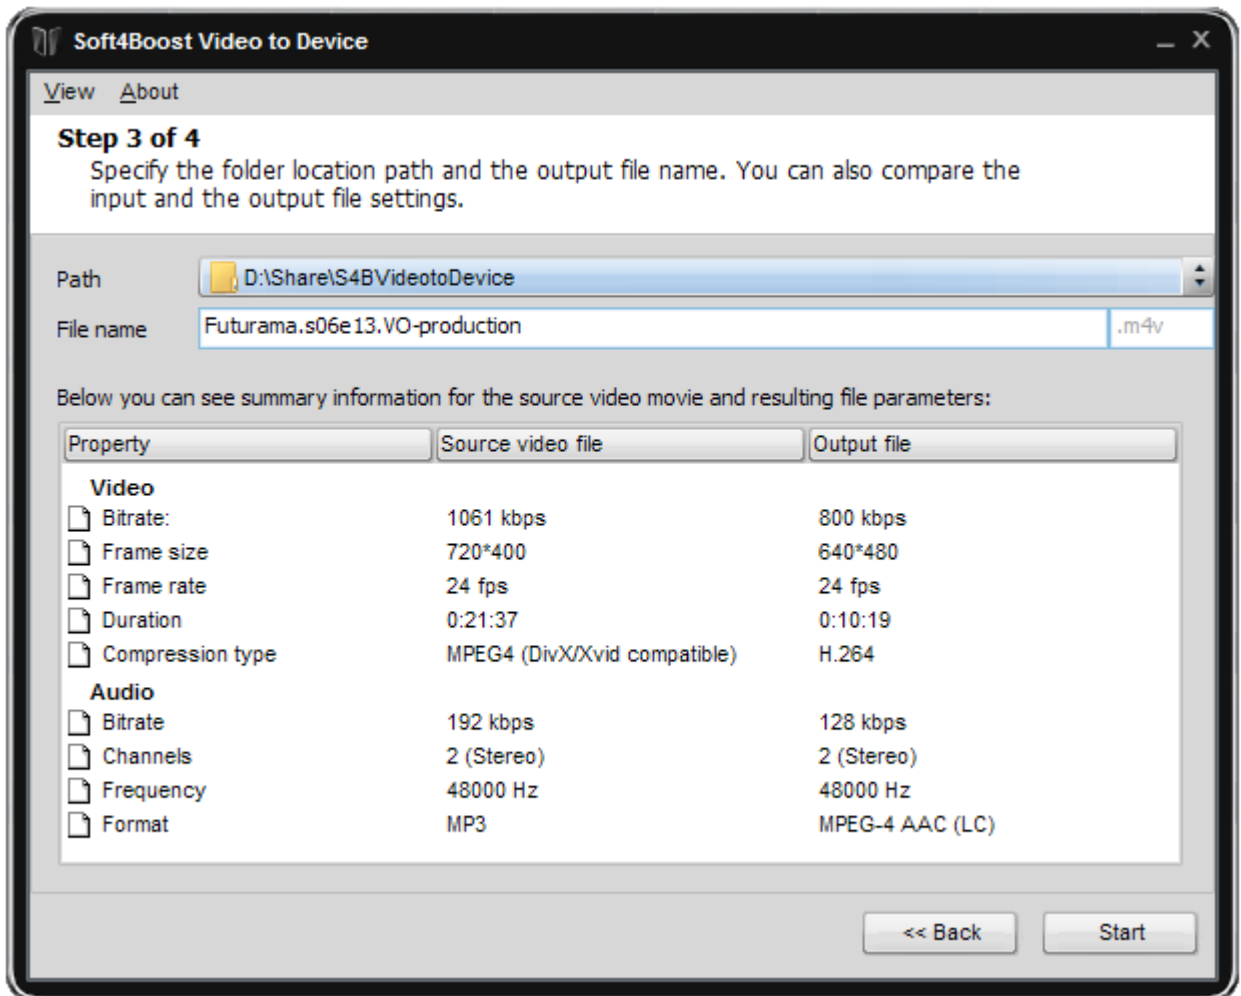 Soft4Boost Video to Device
View About
Step 3 of 4
Specify the folder location path and the output file name. You can also compare the
input and the output file settings.
Path D:\Share\S4BVideotoDevice
File name Futurama.s06e13.VO-production .m4v
Below you can see summary information for the source video movie and resulting file parameters:
Property Source video file Output file
Video
Bitrate: 1061 kbps 800 kbps
Frame size 720*400 640*480
Frame rate 24 fps 24 fps
Duration 0:21:37 0:10:19
Compression type MPEG4 (DivX/Xvid compatible) H.264
Audio
Bitrate 192 kbps 128 kbps
Channels 2 (Stereo) 2 (Stereo)
Frequency 48000 Hz 48000 Hz
Format MP3 MPEG-4 AAC (LC)
<< Back Start